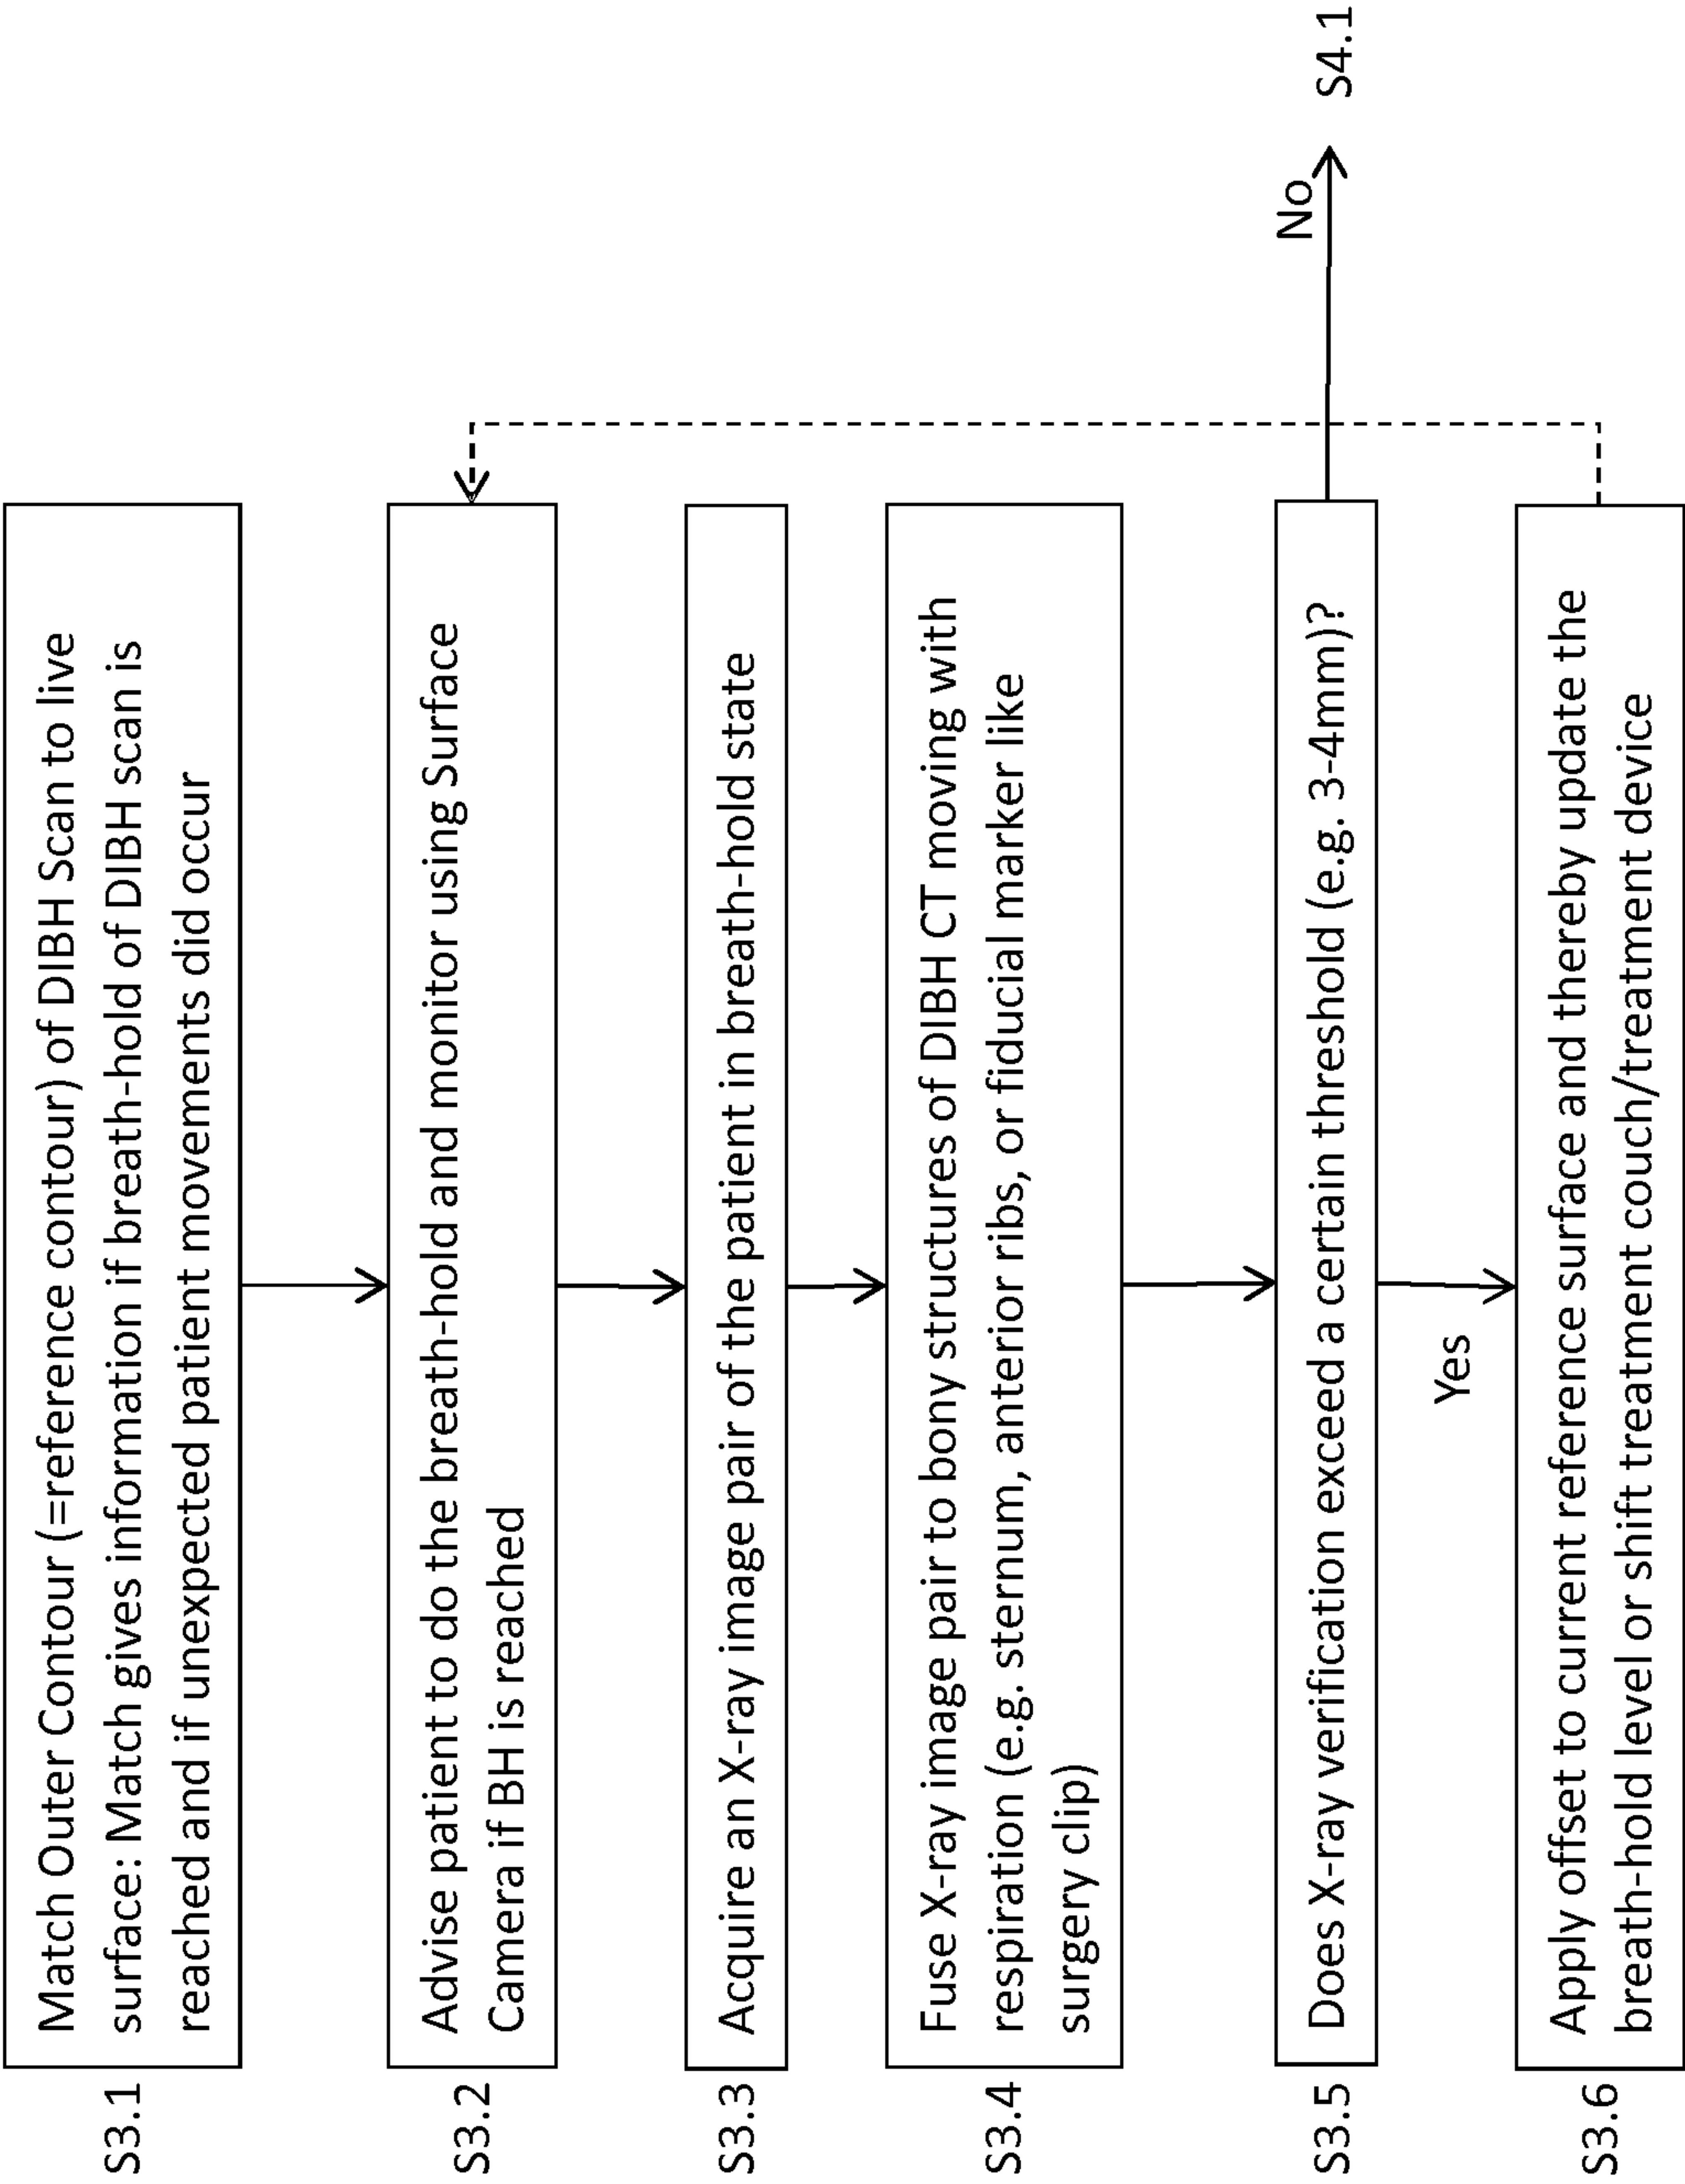 S3.1
Match Outer Contour (=reference contour) of DIBH Scan to live
surface: Match gives information if breath-hold of DIBH scan is
reached and if unexpected patient movements did occur
S3.2
Advise patient to do the breath-hold and monitor using Surface
Camera if BH is reached
S3.3
Acquire an X-ray image pair of the patient in breath-hold state
S3.4
Fuse X-ray image pair to bony structures of DIBH CT moving with
respiration (e.g. sternum, anterior ribs, or fiducial marker like
surgery clip)
S3.5
Does X-ray verification exceed a certain threshold (e.g. 3-4mm)?
No
S4.1
Yes
S3.6
Apply offset to current reference surface and thereby update the
breath-hold level or shift treatment couch/treatment device